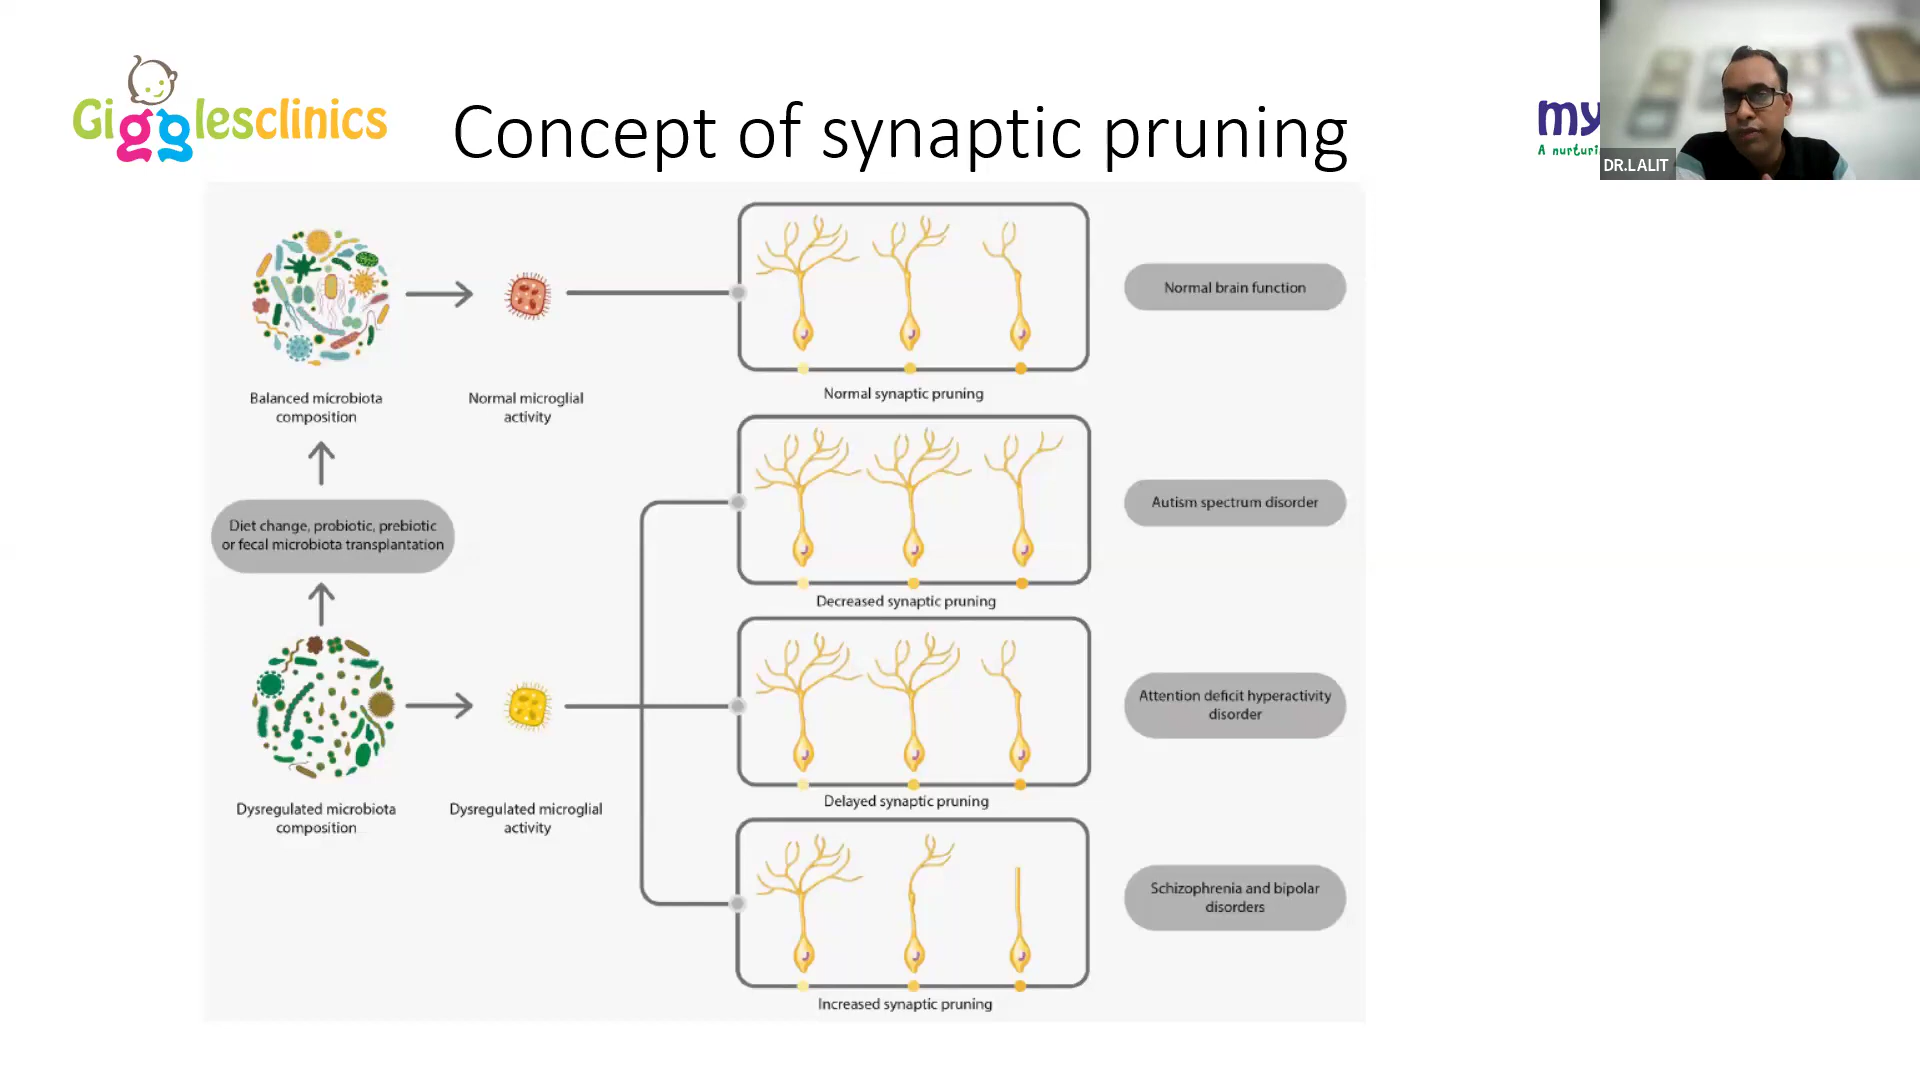 Gigglesclinics
Concept of synaptic pruning
my
A nurturi
DR.LALIT
Balanced microbiota
composition
Normal microglial
activity
Normal synaptic pruning
Normal brain function
Diet change, probiotic, prebiotic
or fecal microbiota transplantation
Decreased synaptic pruning
Autism spectrum disorder
Dysregulated microbiota
composition
Dysregulated microglial
activity
Delayed synaptic pruning
Attention deficit hyperactivity
disorder
Increased synaptic pruning
Schizophrenia and bipolar
disorders